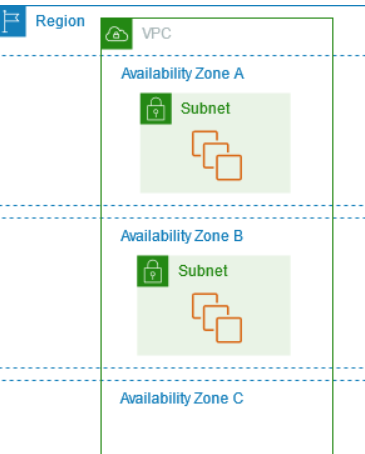 Region
VPC
Availability Zone A
Subnet
Availability Zone B
Subnet
Availability Zone C